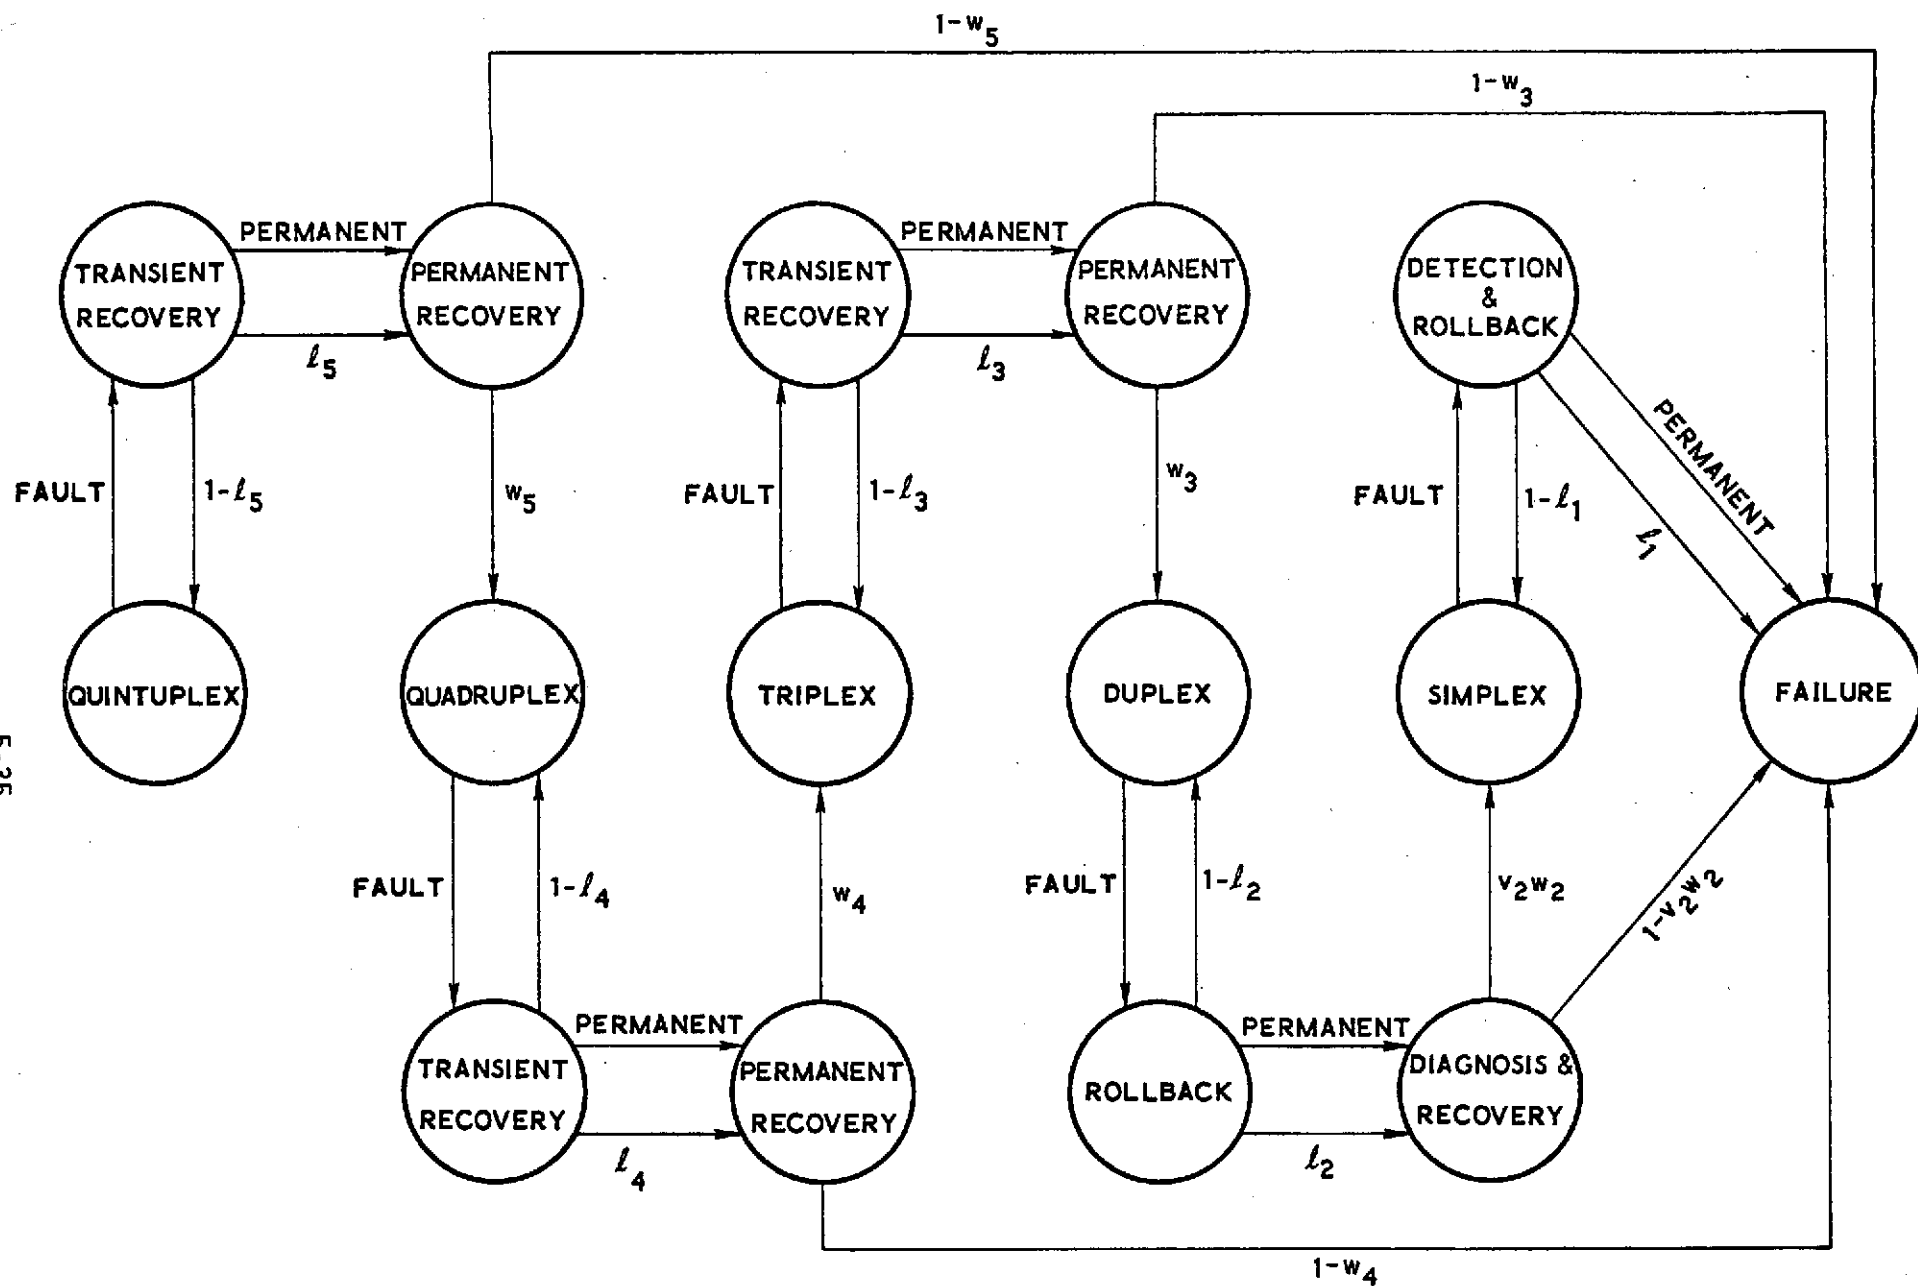 1-w5
1-w3
PERMANENT
PERMANENT
TRANSIENT
RECOVERY
PERMANENT
RECOVERY
TRANSIENT
RECOVERY
PERMANENT
RECOVERY
DETECTION
&
ROLLBACK
ℓ5
ℓ3
PERMANENT
ℓ1
FAULT
1-ℓ5
w5
FAULT
1-ℓ3
w3
FAULT
1-ℓ1
QUINTUPLEX
QUADRUPLEX
TRIPLEX
DUPLEX
SIMPLEX
FAILURE
FAULT
1-ℓ4
w4
FAULT
1-ℓ2
v2w2
1-v2w2
PERMANENT
PERMANENT
TRANSIENT
RECOVERY
PERMANENT
RECOVERY
ROLLBACK
DIAGNOSIS &
RECOVERY
ℓ4
ℓ2
1-w4